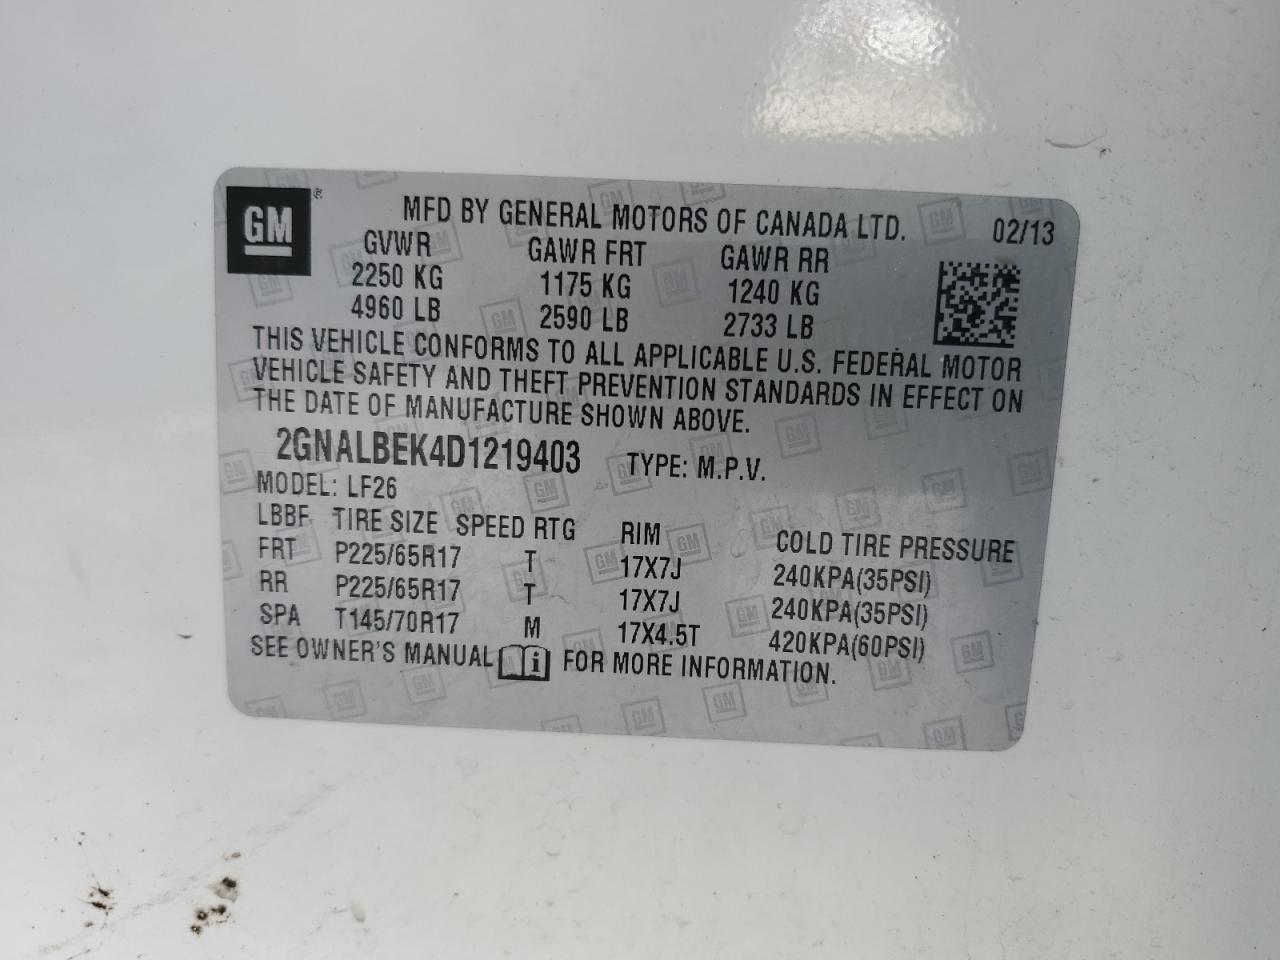 GM ®
MFD BY GENERAL MOTORS OF CANADA LTD. 02/13
GVWR GAWR FRT GAWR RR
2250 KG 1175 KG 1240 KG
4960 LB 2590 LB 2733 LB
THIS VEHICLE CONFORMS TO ALL APPLICABLE U.S. FEDERAL MOTOR
VEHICLE SAFETY AND THEFT PREVENTION STANDARDS IN EFFECT ON
THE DATE OF MANUFACTURE SHOWN ABOVE.
2GNALBEK4D1219403 TYPE: M.P.V.
MODEL: LF26
LBBF TIRE SIZE SPEED RTG RIM COLD TIRE PRESSURE
FRT P225/65R17 T 17X7J 240KPA(35PSI)
RR P225/65R17 T 17X7J 240KPA(35PSI)
SPA T145/70R17 M 17X4.5T 420KPA(60PSI)
SEE OWNER'S MANUAL i FOR MORE INFORMATION.